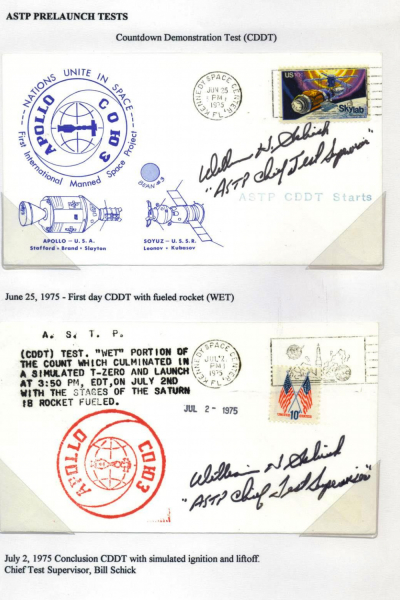 ASTP PRELAUNCH TESTS
Countdown Demonstration Test (CDDT)
NATIONS UNITE IN SPACE
First International Manned Space Project
APOLLO
СОЮЗ
KENNEDY SPACE CENTER
JUN 25
PM
1975
FL
US 10c
Skylab
William N. Schick
"ASTP Chief Test Supervisor"
ASTP CDDT Starts
APOLLO - U.S.A.
Stafford - Brand - Slayton
SOYUZ - U.S.S.R.
Leonov - Kubasov
June 25, 1975 - First day CDDT with fueled rocket (WET)
A. S. T. P.
(CDDT) TEST. "WET" PORTION OF
THE COUNT WHICH CULMINATED IN
A SIMULATED T-ZERO AND LAUNCH
AT 3:50 PM, EDT, ON JULY 2ND
WITH THE STAGES OF THE SATURN
1B ROCKET FUELED.
KENNEDY SPACE CENTER
JUL 2
PM
1975
FL
JUL 2 - 1975
10c
APOLLO
СОЮЗ
William N Schick
"ASTP Chief Test Supervisor"
July 2, 1975 Conclusion CDDT with simulated ignition and liftoff.
Chief Test Supervisor, Bill Schick